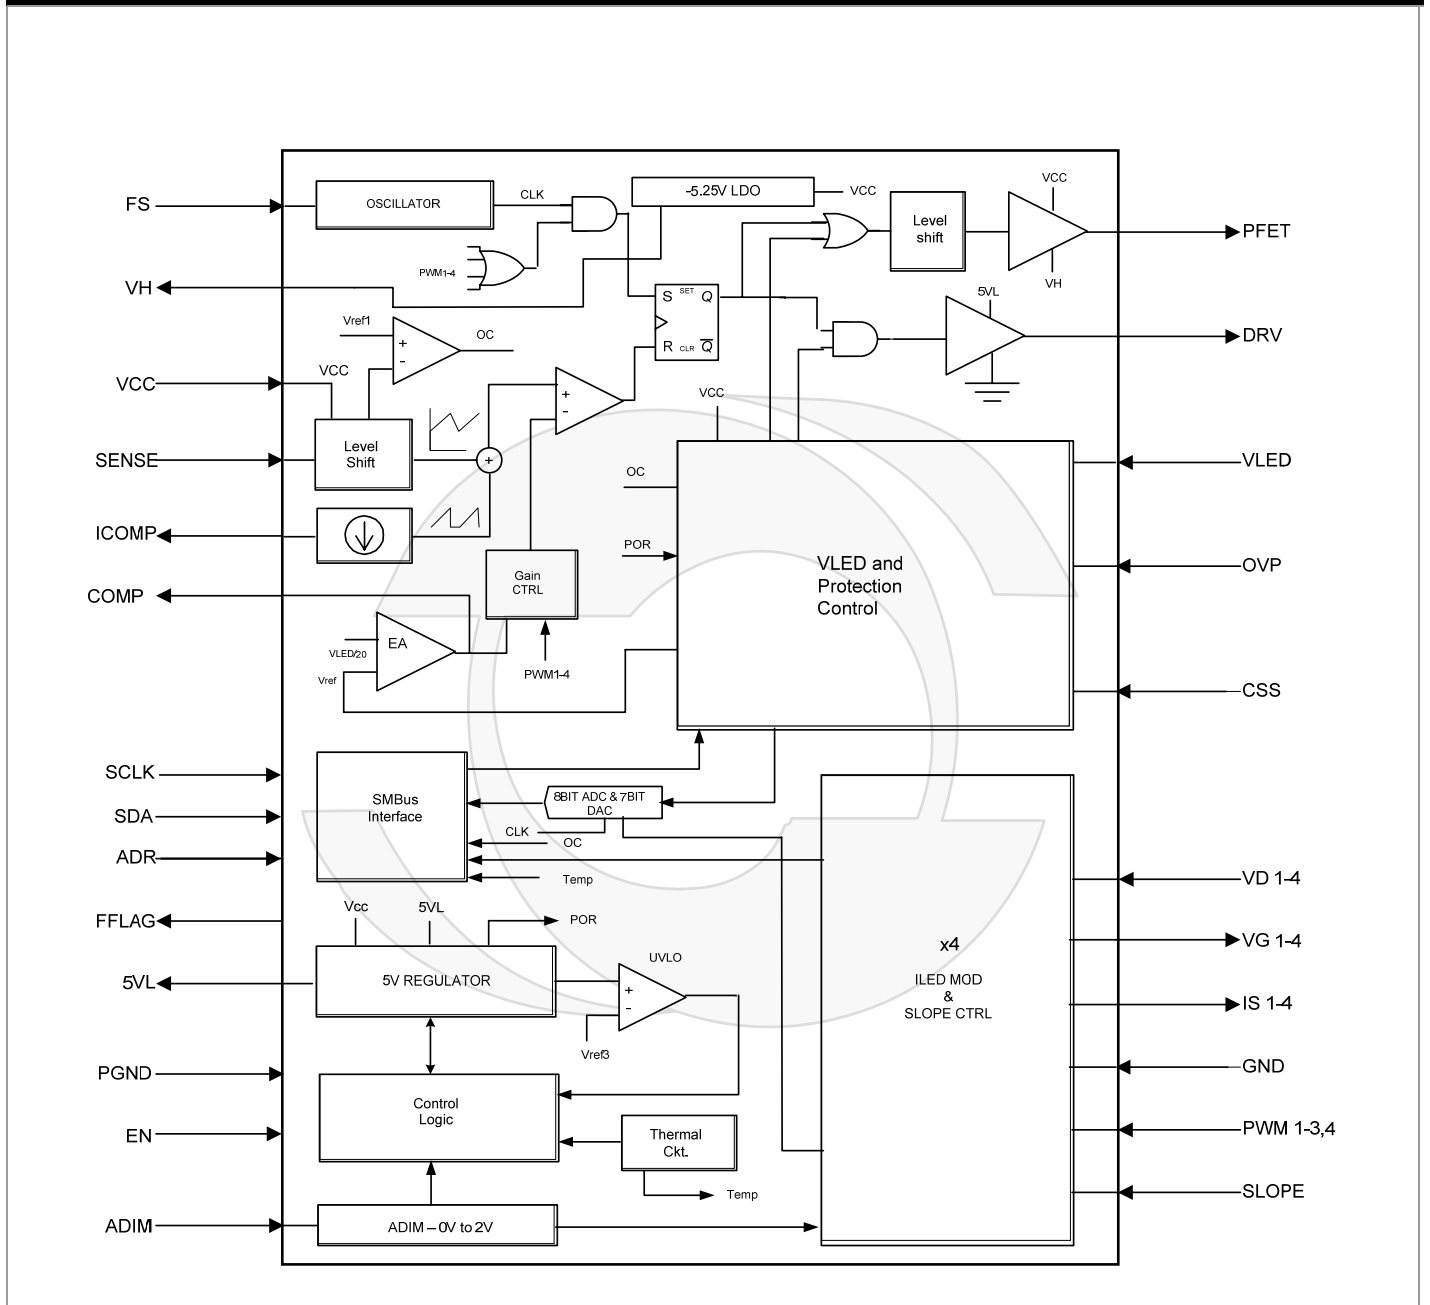 FS
OSCILLATOR
CLK
-5.25V LDO
VCC
Level
shift
VCC
PFET
PWM1-4
VH
VH
S SET Q
R CLR Q
5VL
DRV
Vref1
+
-
OC
VCC
VCC
+
-
VCC
SENSE
Level
Shift
+
OC
VLED
ICOMP
POR
VLED and
Protection
Control
OVP
COMP
Gain
CTRL
EA
VLED/20
Vref
PWM1-4
CSS
SCLK
SDA
ADR
SMBus
Interface
8BIT ADC & 7BIT
DAC
CLK
OC
Temp
VD 1-4
FFLAG
Vcc
5VL
POR
x4
ILED MOD
&
SLOPE CTRL
VG 1-4
5VL
5V REGULATOR
UVLO
+
-
Vref3
IS 1-4
PGND
GND
Control
Logic
EN
Thermal
Ckt.
PWM 1-3,4
Temp
SLOPE
ADIM
ADIM – 0V to 2V